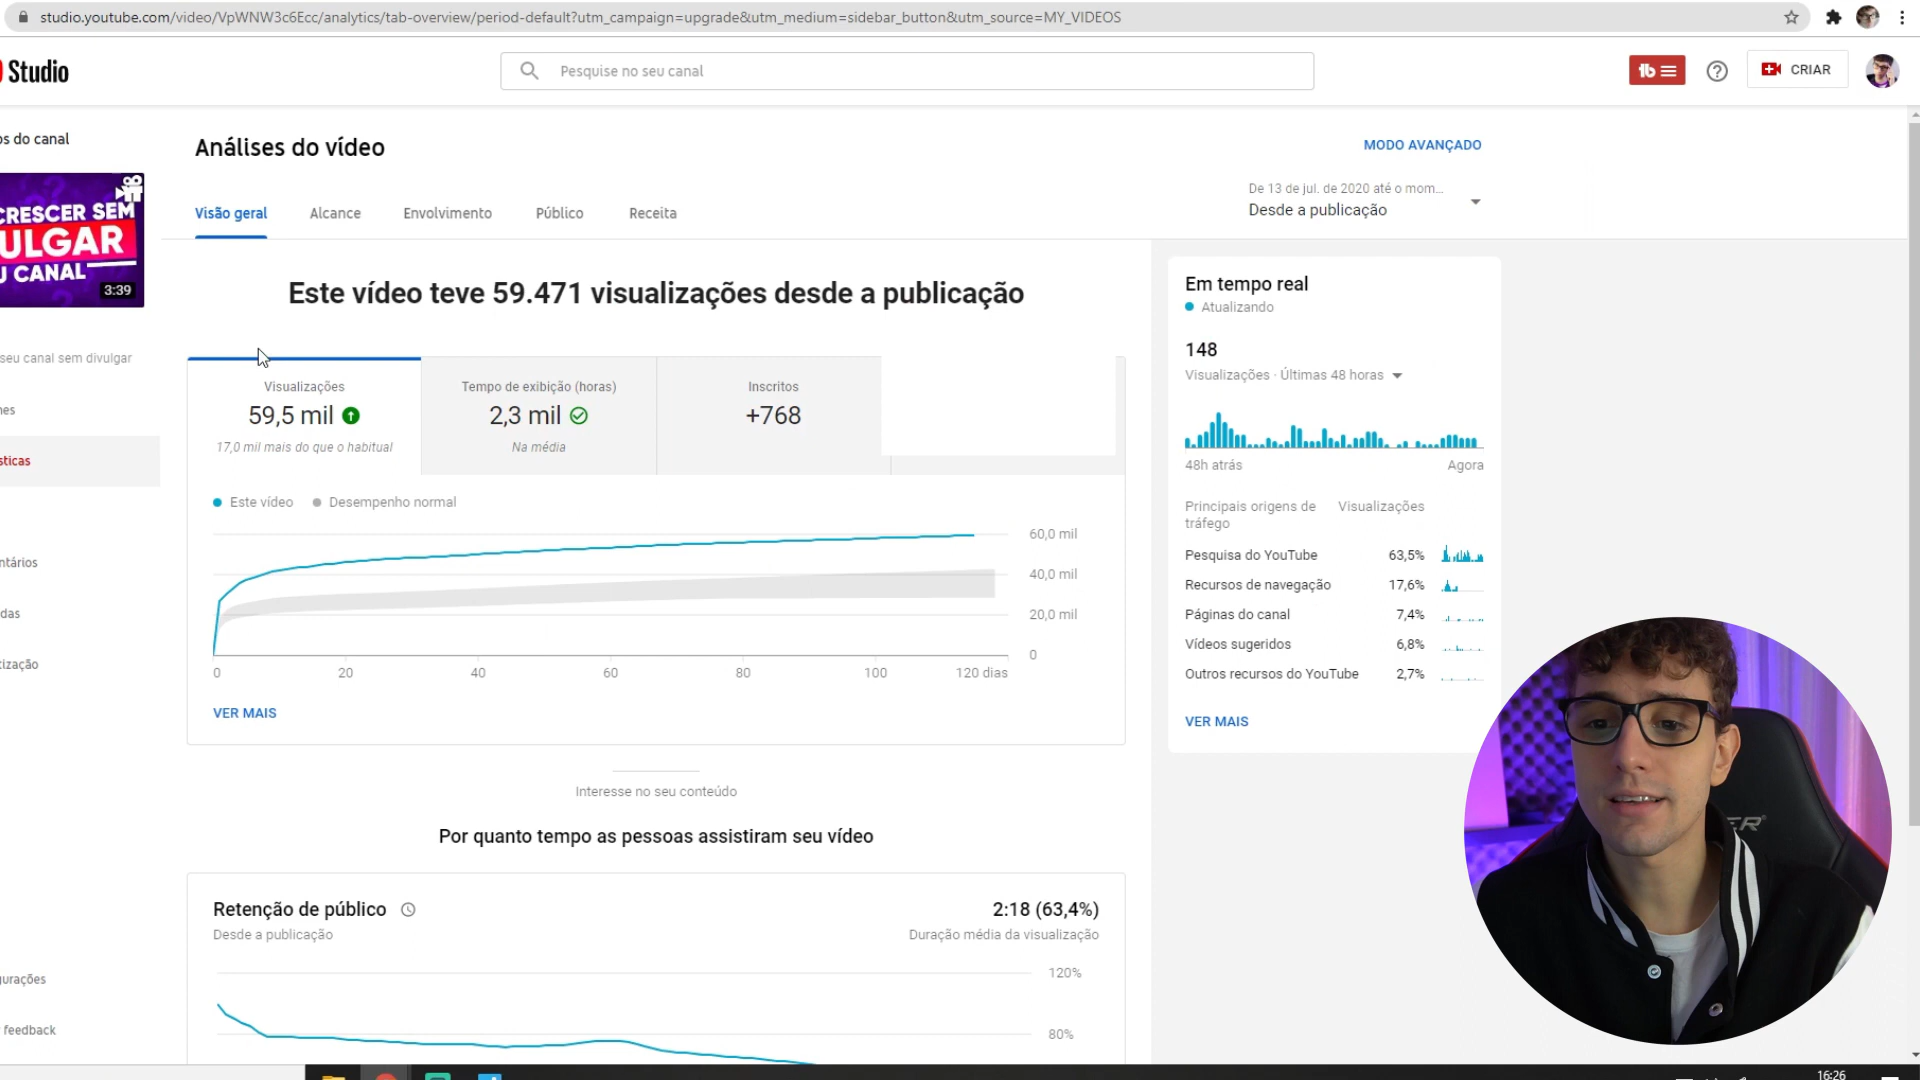 studio.youtube.com/video/VpWNW3c6Ecc/analytics/tab-overview/period-default?utm_campaign=upgrade&utm_medium=sidebar_button&utm_source=MY_VIDEOS
Studio
Pesquise no seu canal
CRIAR
os do canal
CRESCER SEM
ULGAR
U CANAL
3:39
seu canal sem divulgar
nes
sticas
ntários
das
tização
gurações
feedback
Análises do vídeo
MODO AVANÇADO
Visão geral
Alcance
Envolvimento
Público
Receita
De 13 de jul. de 2020 até o mom...
Desde a publicação
Este vídeo teve 59.471 visualizações desde a publicação
Visualizações
59,5 mil
17,0 mil mais do que o habitual
Tempo de exibição (horas)
2,3 mil
Na média
Inscritos
+768
Este vídeo
Desempenho normal
60,0 mil
40,0 mil
20,0 mil
0
0 20 40 60 80 100 120 dias
VER MAIS
Interesse no seu conteúdo
Por quanto tempo as pessoas assistiram seu vídeo
Retenção de público
2:18 (63,4%)
Desde a publicação
Duração média da visualização
120%
80%
Em tempo real
Atualizando
148
Visualizações · Últimas 48 horas
48h atrás
Agora
Principais origens de tráfego
Visualizações
Pesquisa do YouTube 63,5%
Recursos de navegação 17,6%
Páginas do canal 7,4%
Vídeos sugeridos 6,8%
Outros recursos do YouTube 2,7%
VER MAIS
16:26